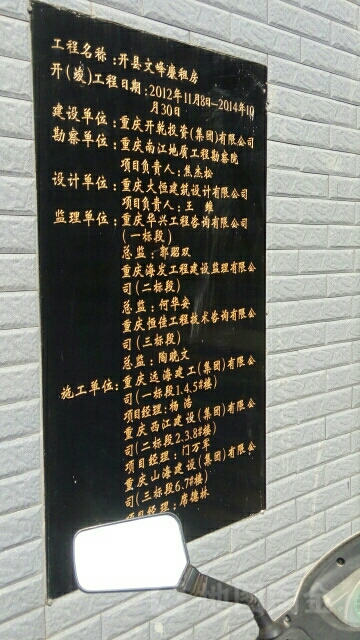 工程名称:开县文峰廉租房
开(竣)工程日期:2012年11月8日—2014年10
月30日
建设单位:重庆开乾投资(集团)有限公司
勘察单位:重庆南江地质工程勘察院
项目负责人:焦杰松
设计单位:重庆大恒建筑设计有限公司
项目负责人:王 维
监理单位:重庆华兴工程咨询有限公司
(一标段)
总监:郭昭双
重庆海发工程建设监理有限公
司(二标段)
总监:何华安
重庆恒佳工程技术咨询有限公
司(三标段)
总监:陶晓文
施工单位:重庆远海建工(集团)有限公
司(一标段1.4.5#楼)
项目经理:杨 浩
重庆西江建设(集团)有限公
司(二标段2.3.8#楼)
项目经理:门万军
重庆山海建设(集团)有限公
司(三标段6.7#楼)
项目经理:席德林